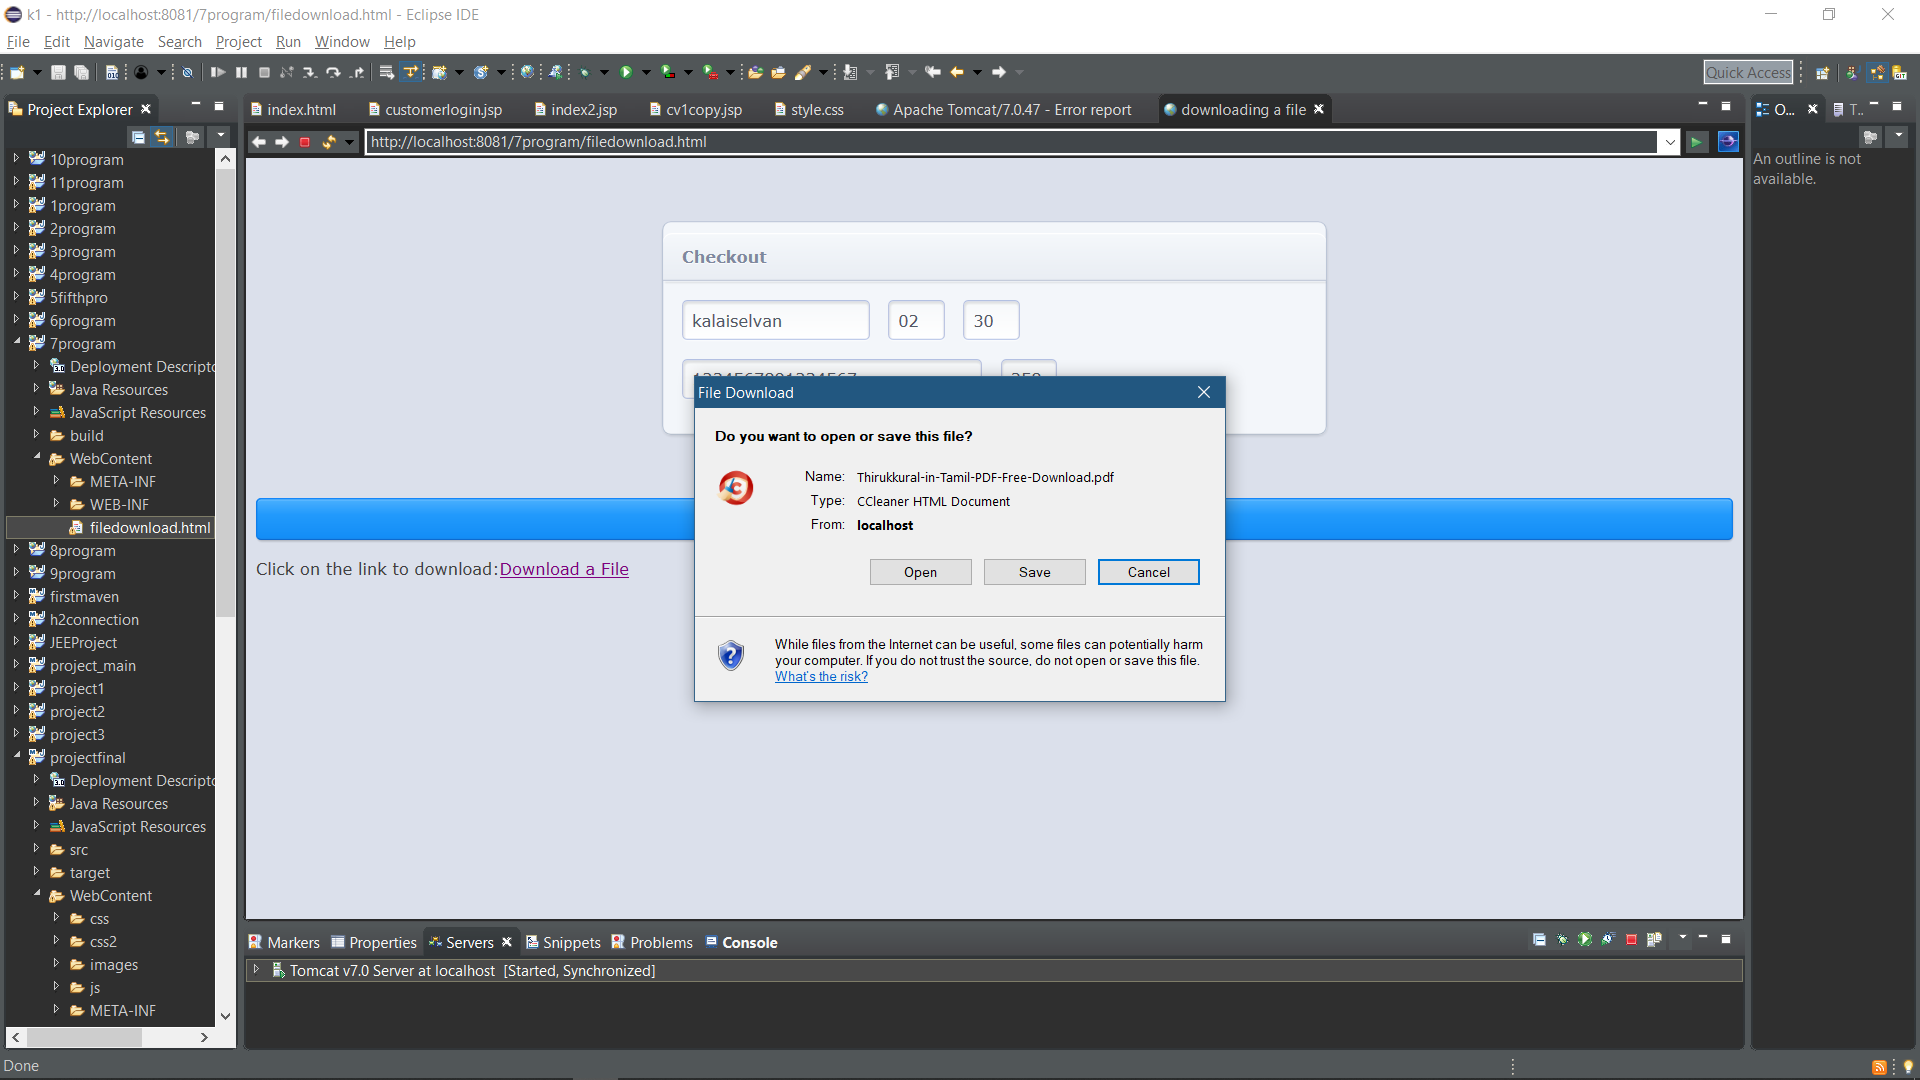 k1 - http://localhost:8081/7program/filedownload.html - Eclipse IDE
File Edit Navigate Search Project Run Window Help
Quick Access
Project Explorer
index.html customerlogin.jsp index2.jsp cv1copy.jsp style.css Apache Tomcat/7.0.47 - Error report downloading a file
O... T...
http://localhost:8081/7program/filedownload.html
An outline is not
available.
10program
11program
1program
2program
3program
4program
5fifthpro
6program
7program
Deployment Descripto
Java Resources
JavaScript Resources
build
WebContent
META-INF
WEB-INF
filedownload.html
8program
9program
firstmaven
h2connection
JEEProject
project_main
project1
project2
project3
projectfinal
Deployment Descripto
Java Resources
JavaScript Resources
src
target
WebContent
css
css2
images
js
META-INF
Checkout
kalaiselvan 02 30
Click on the link to download:Download a File
File Download
Do you want to open or save this file?
Name: Thirukkural-in-Tamil-PDF-Free-Download.pdf
Type: CCleaner HTML Document
From: localhost
Open Save Cancel
While files from the Internet can be useful, some files can potentially harm
your computer. If you do not trust the source, do not open or save this file.
What's the risk?
Markers Properties Servers Snippets Problems Console
Tomcat v7.0 Server at localhost [Started, Synchronized]
Done